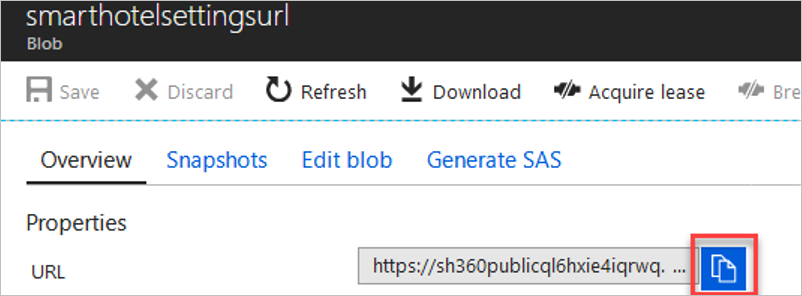 smarthotelsettingsurl
Blob
Save Discard Refresh Download Acquire lease Bre
Overview Snapshots Edit blob Generate SAS
Properties
URL https://sh360publicql6hxie4iqrwq. ...